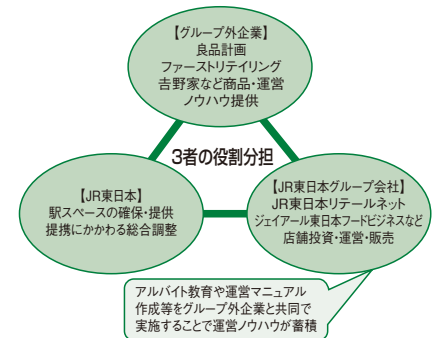 【グループ外企業】
良品計画
ファーストリテイリング
吉野家など商品・運営
ノウハウ提供
3者の役割分担
【JR東日本】
駅スペースの確保・提供
提携にかかわる総合調整
【JR東日本グループ会社】
JR東日本リテールネット
ジェイアール東日本フードビジネスなど
店舗投資・運営・販売
アルバイト教育や運営マニュアル
作成等をグループ外企業と共同で
実施することで運営ノウハウが蓄積